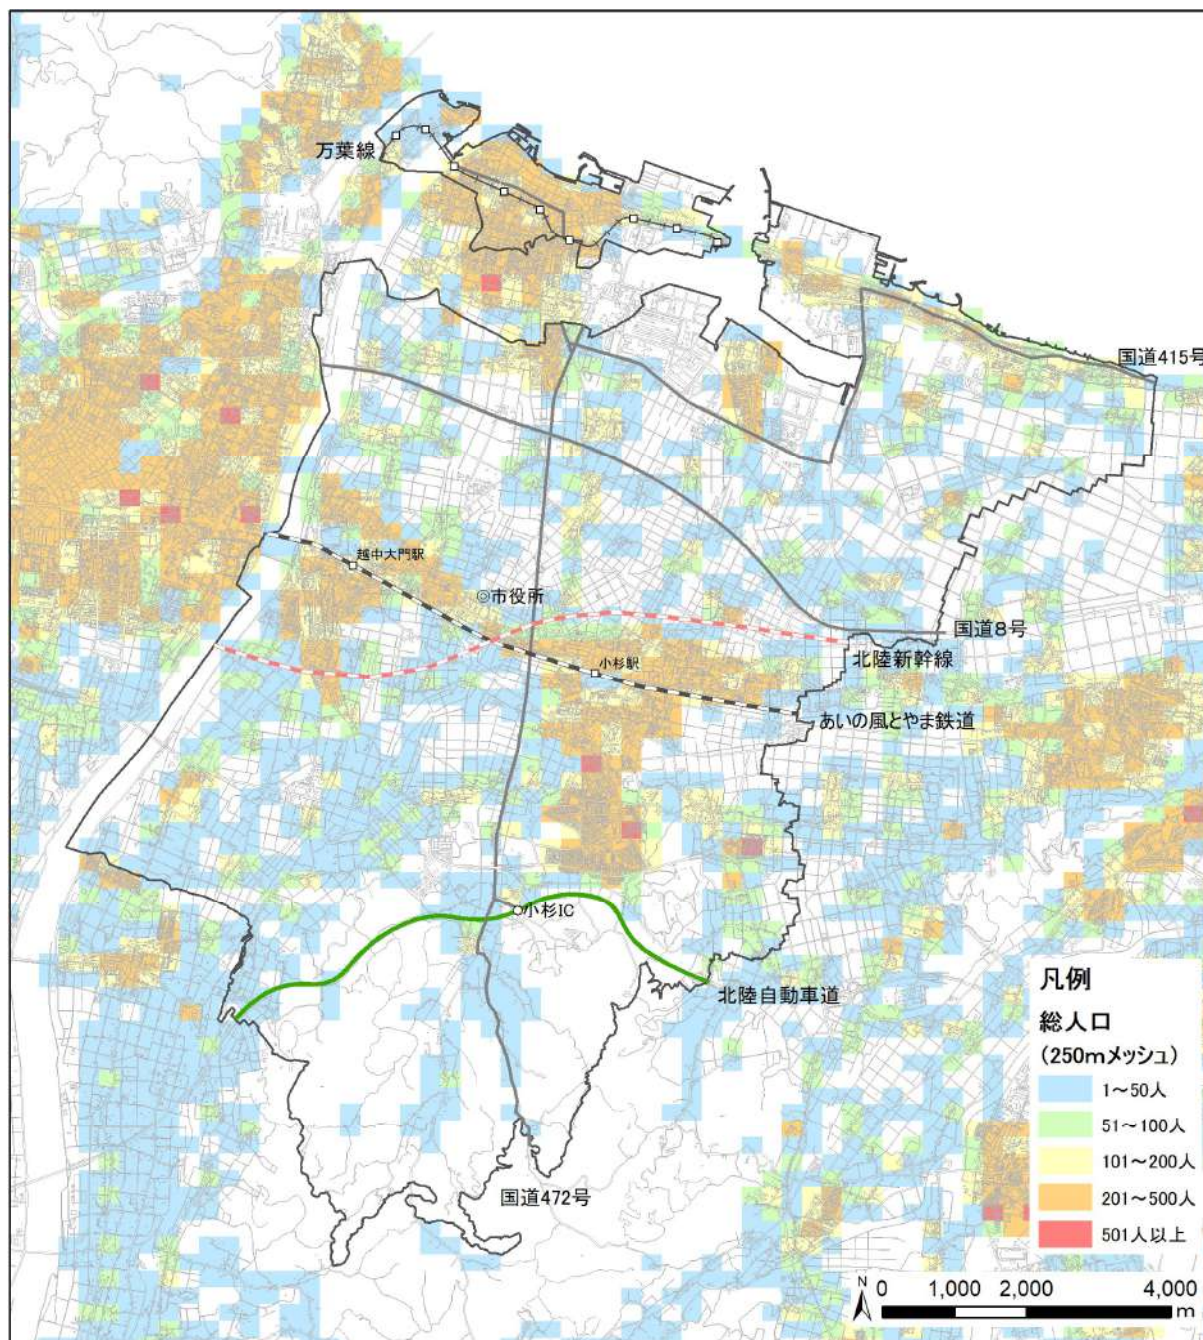 万葉線
国道415号
越中大門駅
◎市役所
国道8号
北陸新幹線
小杉駅
あいの風とやま鉄道
小杉IC
北陸自動車道
国道472号
凡例
総人口
(250mメッシュ)
1～50人
51～100人
101～200人
201～500人
501人以上
N
0 1,000 2,000 4,000
m